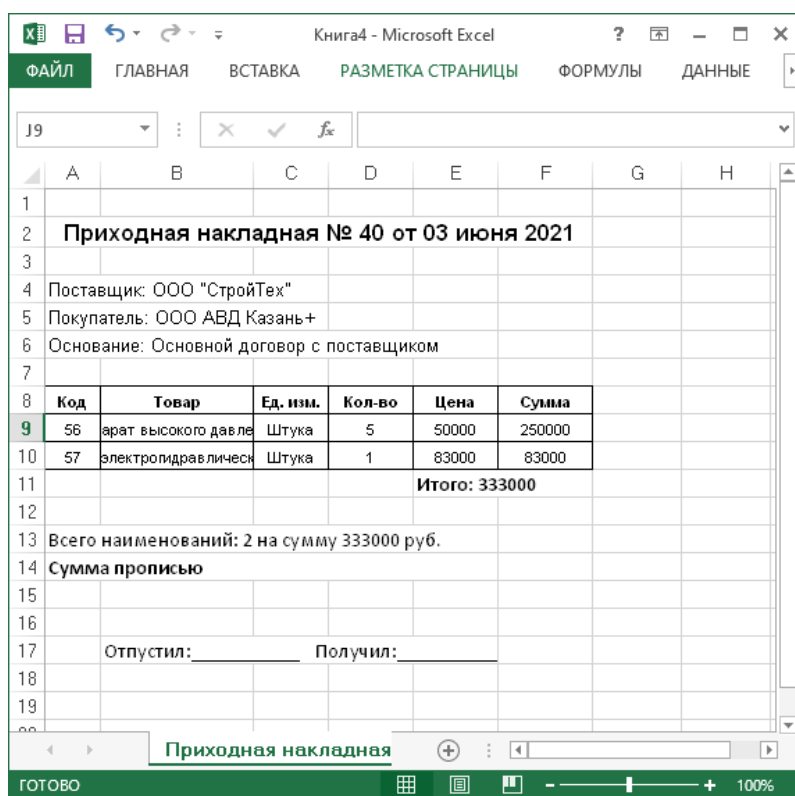 Книга4 - Microsoft Excel ?
ФАЙЛ ГЛАВНАЯ ВСТАВКА РАЗМЕТКА СТРАНИЦЫ ФОРМУЛЫ ДАННЫЕ
J9 fx
A B C D E F G H
1
2 Приходная накладная № 40 от 03 июня 2021
3
4 Поставщик: ООО "СтройТех"
5 Покупатель: ООО АВД Казань+
6 Основание: Основной договор с поставщиком
7
8 Код Товар Ед. изм. Кол-во Цена Сумма
9 56 арат высокого давле Штука 5 50000 250000
10 57 электрогидравлическ Штука 1 83000 83000
11 Итого: 333000
12
13 Всего наименований: 2 на сумму 333000 руб.
14 Сумма прописью
15
16
17 Отпустил:___________ Получил:__________
18
19
Приходная накладная
ГОТОВО 100%